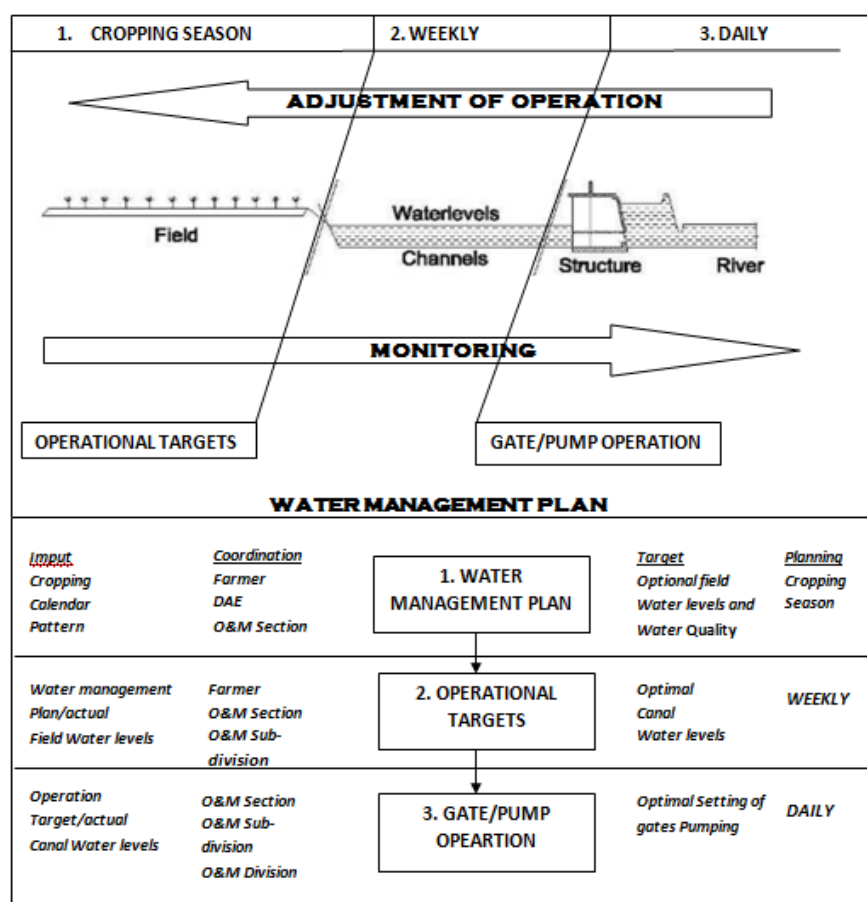 1. CROPPING SEASON 2. WEEKLY 3. DAILY
ADJUSTMENT OF OPERATION
Field
Waterlevels
Channels
Structure
River
MONITORING
OPERATIONAL TARGETS
GATE/PUMP OPERATION
WATER MANAGEMENT PLAN
Imput
Cropping
Calendar
Pattern
Coordination
Farmer
DAE
O&M Section
1. WATER
MANAGEMENT PLAN
Target
Optional field
Water levels and
Water Quality
Planning
Cropping
Season
Water management
Plan/actual
Field Water levels
Farmer
O&M Section
O&M Sub-
division
2. OPERATIONAL
TARGETS
Optimal
Canal
Water levels
WEEKLY
Operation
Target/actual
Canal Water levels
O&M Section
O&M Sub-
division
O&M Division
3. GATE/PUMP
OPEARTION
Optimal Setting of
gates Pumping
DAILY